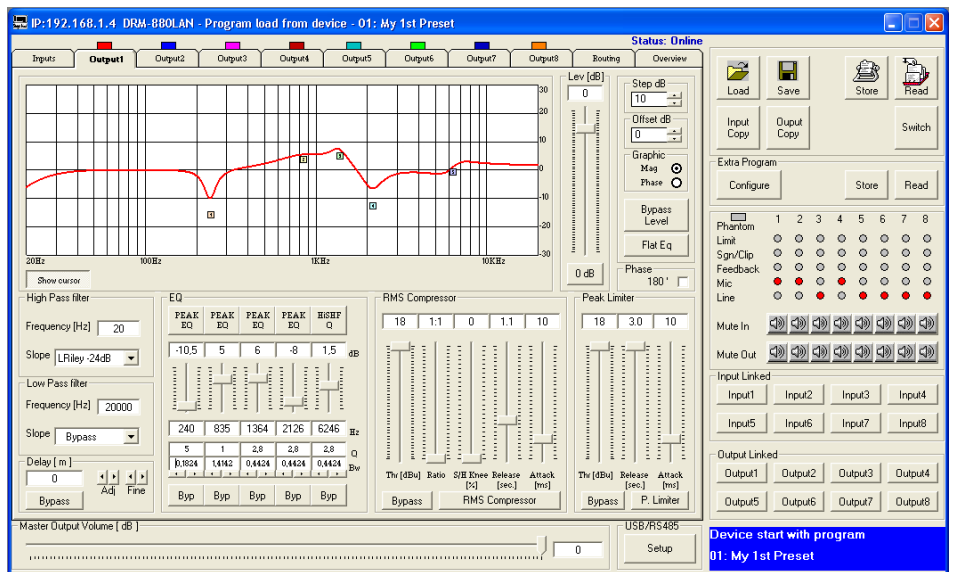 IP:192.168.1.4 DRM-880LAN - Program load from device - 01: My 1st Preset
Status: Online
Inputs Output1 Output2 Output3 Output4 Output5 Output6 Output7 Output8 Routing Overview
30
10
0
-10
-30
1
2
3
4
5
20Hz 100Hz 1KHz 10KHz
Show cursor
Lev [dB]
0
0 dB
Step dB
10
Offset dB
0
Graphic
Mag
Phase
Bypass Level
Flat Eq
Phase
180 '
High Pass filter
Frequency [Hz] 20
Slope LRiley -24dB
Low Pass filter
Frequency [Hz] 20000
Slope Bypass
Delay [ m ]
0
Adj Fine
Bypass
EQ
PEAK EQ PEAK EQ PEAK EQ PEAK EQ HiSHF Q
-10,5 5 6 -8 1,5 dB
240 835 1364 2126 6246 Hz
5 1 2,8 2,8 2,8 Q
0,1824 1,4142 0,4424 0,4424 0,4424 Bw
Byp Byp Byp Byp Byp
RMS Compressor
18 1:1 0 1.1 10
Thr [dBu] Ratio S/H Knee [%] Release [sec.] Attack [ms]
Bypass RMS Compressor
Peak Limiter
18 3.0 10
Thr [dBu] Release [sec.] Attack [ms]
Bypass P. Limiter
Master Output Volume [ dB ]
0
USB/RS485
Setup
Load Save Store Read
Input Copy Ouput Copy Switch
Extra Program
Configure Store Read
Phantom 1 2 3 4 5 6 7 8
Limit
Sgn/Clip
Feedback
Mic
Line
Mute In
Mute Out
Input Linked
Input1 Input2 Input3 Input4
Input5 Input6 Input7 Input8
Output Linked
Output1 Output2 Output3 Output4
Output5 Output6 Output7 Output8
Device start with program
01: My 1st Preset